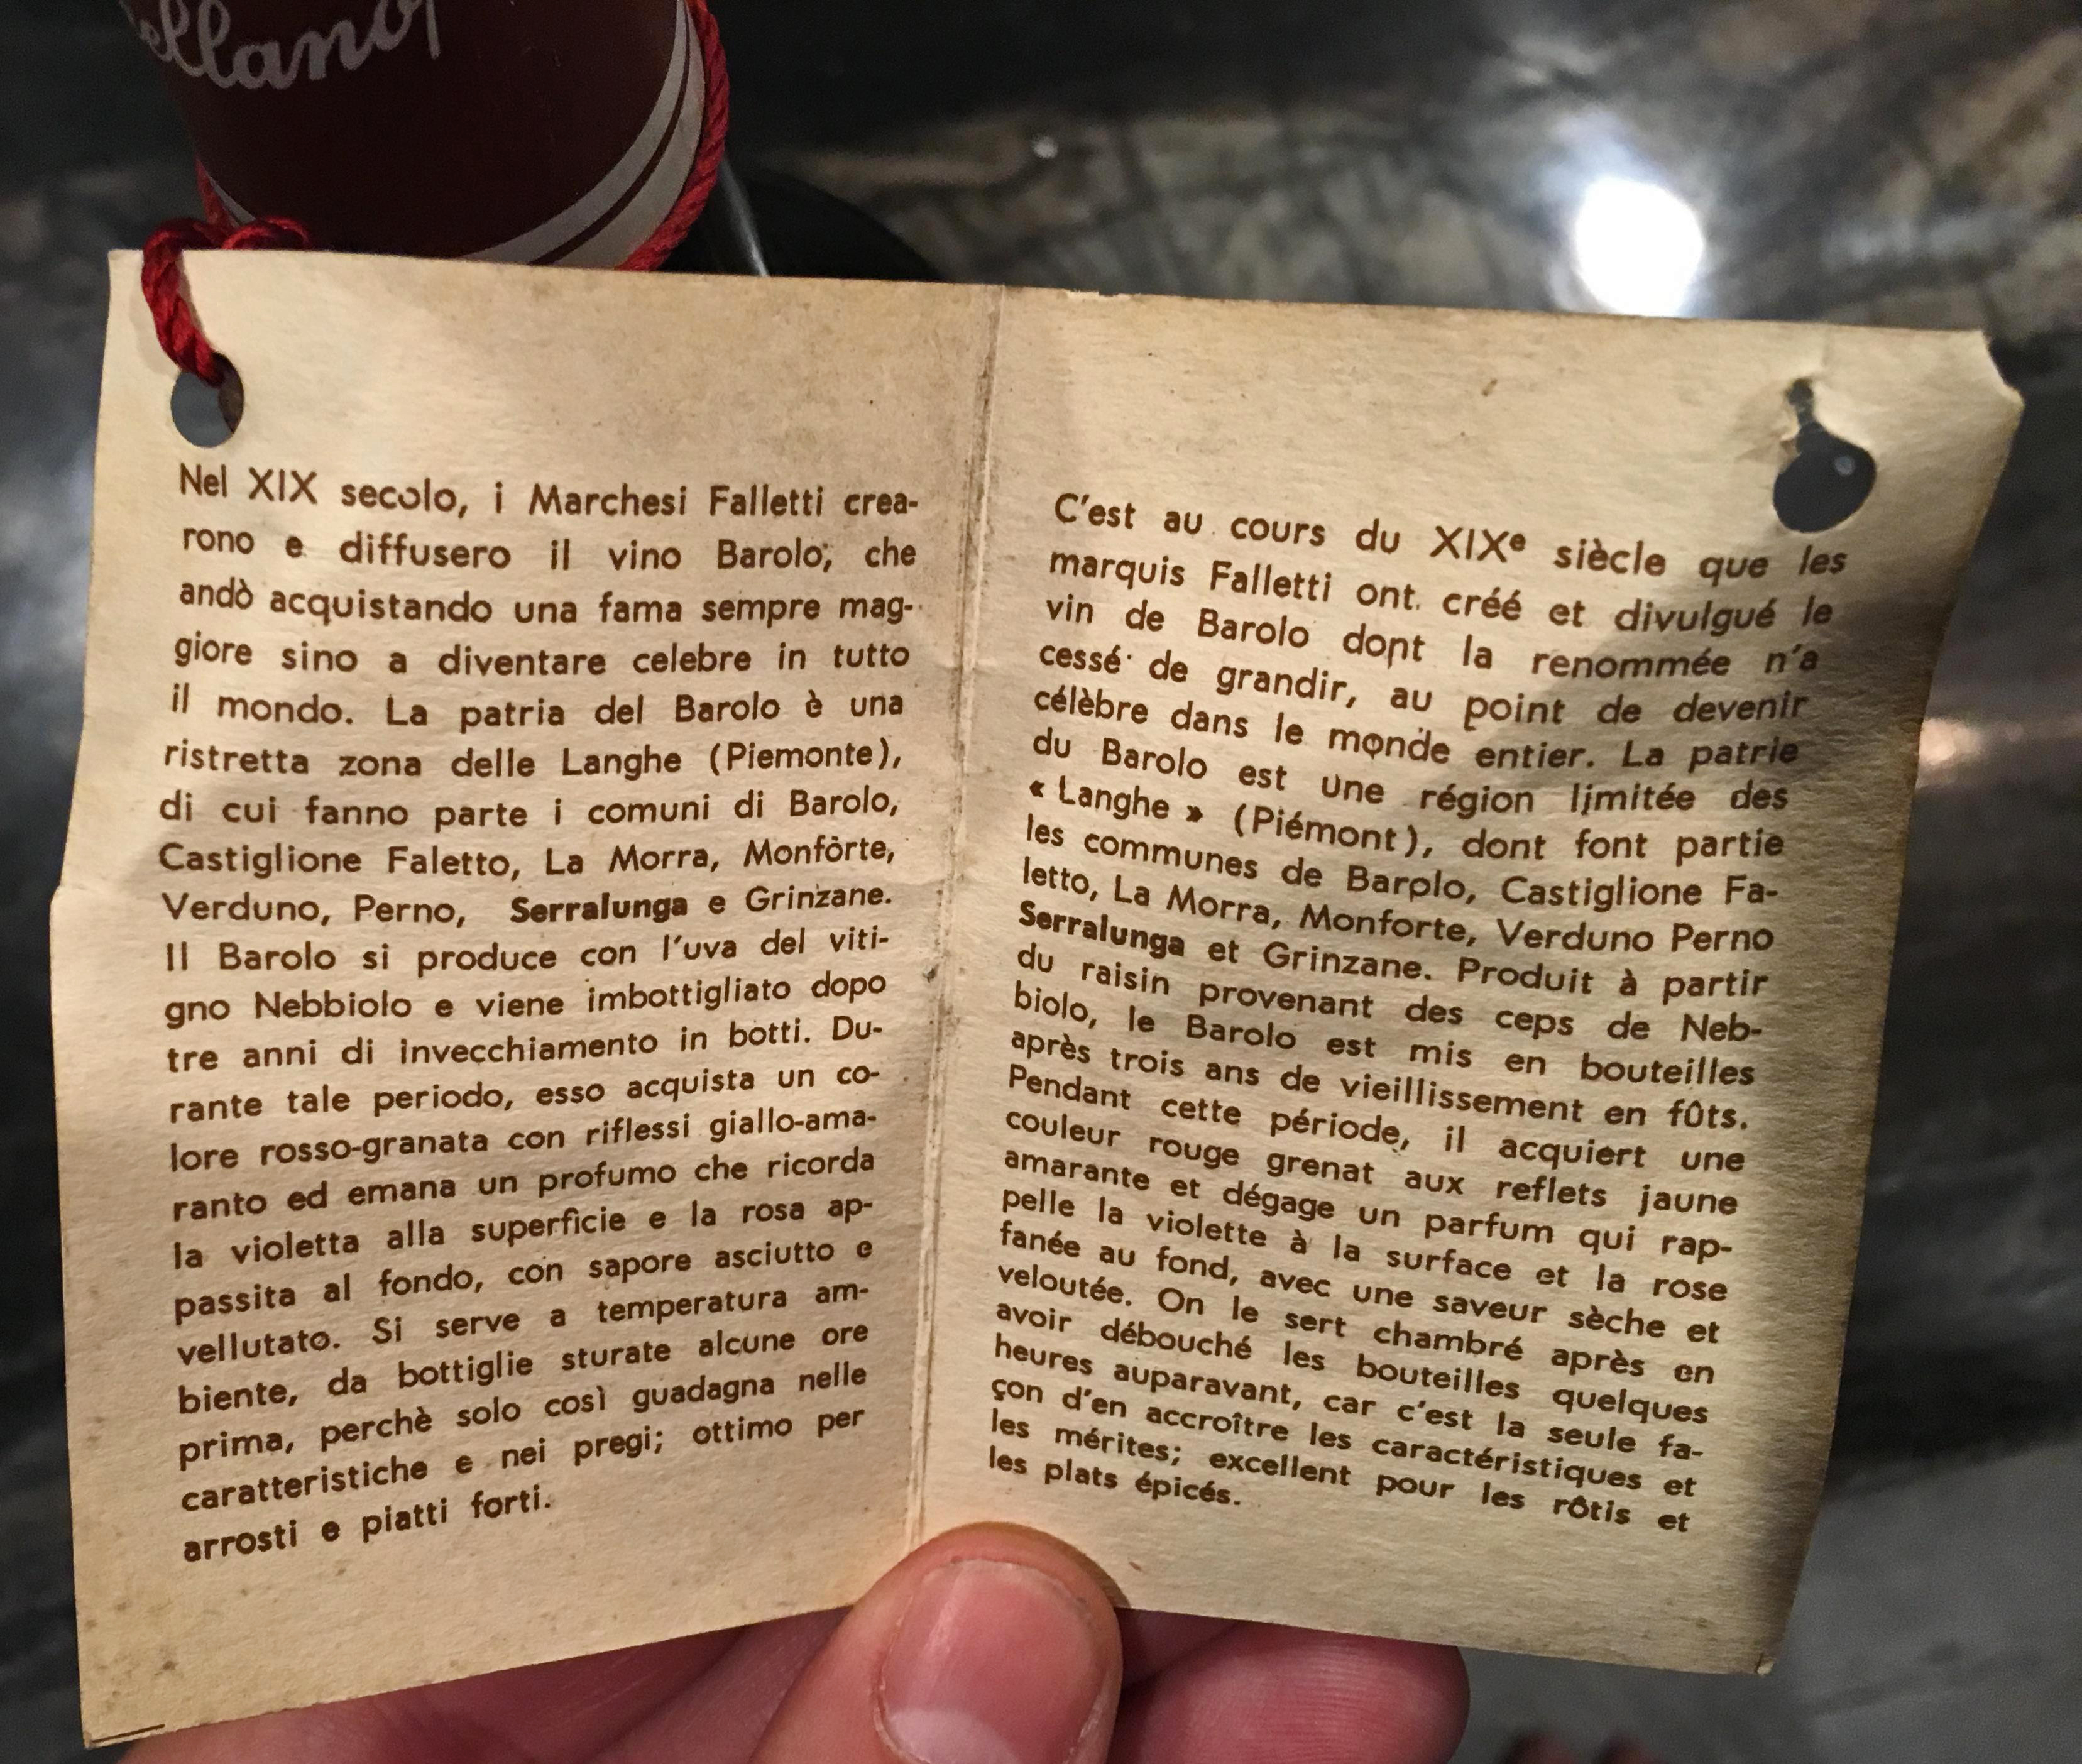 Nel XIX secolo, i Marchesi Falletti crea-
rono e diffusero il vino Barolo, che
andò acquistando una fama sempre mag-
giore sino a diventare celebre in tutto
il mondo. La patria del Barolo è una
ristretta zona delle Langhe (Piemonte),
di cui fanno parte i comuni di Barolo,
Castiglione Faletto, La Morra, Monfòrte,
Verduno, Perno, Serralunga e Grinzane.
Il Barolo si produce con l'uva del viti-
gno Nebbiolo e viene imbottigliato dopo
tre anni di invecchiamento in botti. Du-
rante tale periodo, esso acquista un co-
lore rosso-granata con riflessi giallo-ama-
ranto ed emana un profumo che ricorda
la violetta alla superficie e la rosa ap-
passita al fondo, con sapore asciutto e
vellutato. Si serve a temperatura am-
biente, da bottiglie sturate alcune ore
prima, perchè solo così guadagna nelle
caratteristiche e nei pregi; ottimo per
arrosti e piatti forti.
C'est au cours du XIXe siècle que les
marquis Falletti ont créé et divulgué le
vin de Barolo dont la renommée n'a
cessé de grandir, au point de devenir
célèbre dans le monde entier. La patrie
du Barolo est une région limitée des
« Langhe » (Piémont), dont font partie
les communes de Barolo, Castiglione Fa-
letto, La Morra, Monforte, Verduno Perno
Serralunga et Grinzane. Produit à partir
du raisin provenant des ceps de Neb-
biolo, le Barolo est mis en bouteilles
après trois ans de vieillissement en fûts.
Pendant cette période, il acquiert une
couleur rouge grenat aux reflets jaune
amarante et dégage un parfum qui rap-
pelle la violette à la surface et la rose
fanée au fond, avec une saveur sèche et
veloutée. On le sert chambré après en
avoir débouché les bouteilles quelques
heures auparavant, car c'est la seule fa-
çon d'en accroître les caractéristiques et
les mérites; excellent pour les rôtis et
les plats épicés.